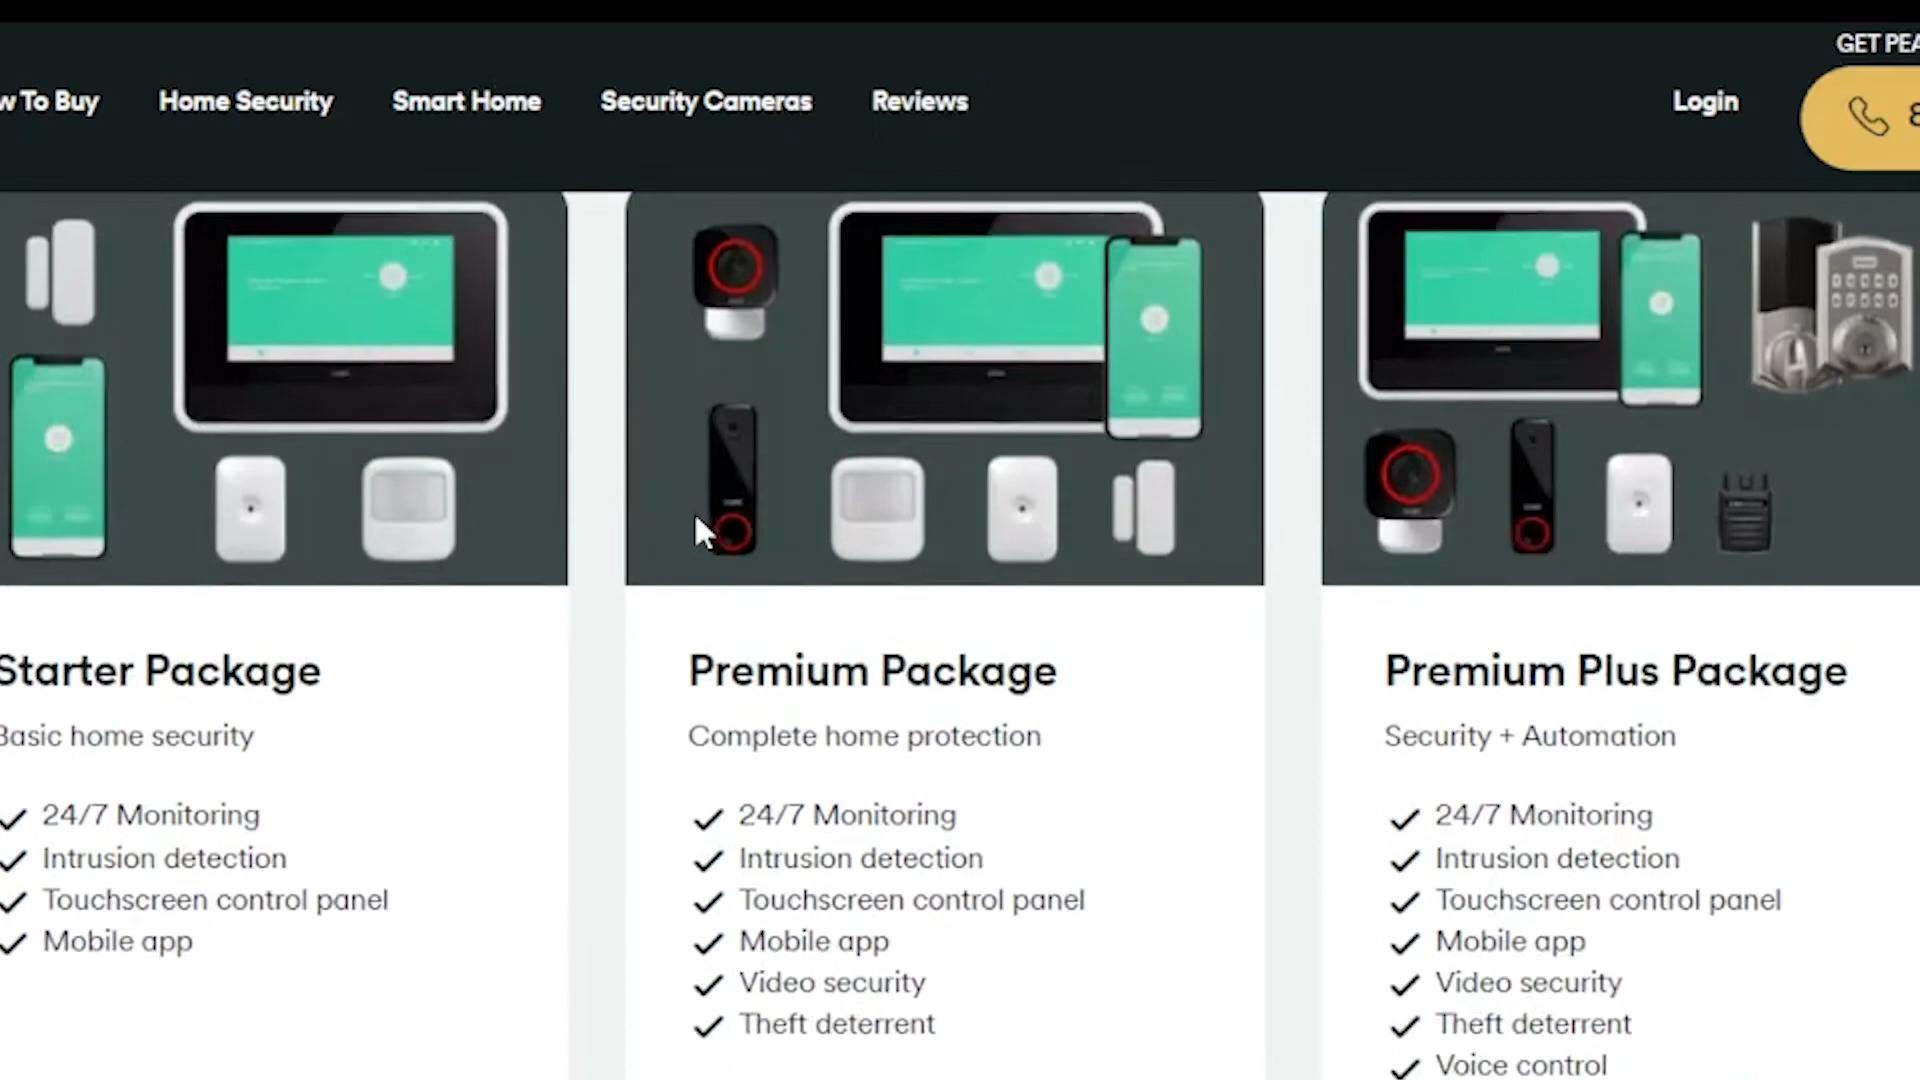 GET PEA
w To Buy
Home Security
Smart Home
Security Cameras
Reviews
Login
8
Starter Package
Basic home security
24/7 Monitoring
Intrusion detection
Touchscreen control panel
Mobile app
Premium Package
Complete home protection
24/7 Monitoring
Intrusion detection
Touchscreen control panel
Mobile app
Video security
Theft deterrent
Premium Plus Package
Security + Automation
24/7 Monitoring
Intrusion detection
Touchscreen control panel
Mobile app
Video security
Theft deterrent
Voice control